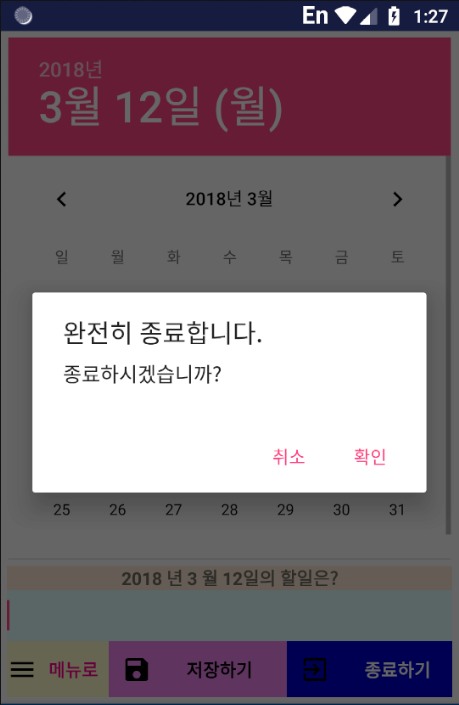 En 1:27
2018년
3월 12일 (월)
2018년 3월
일 월 화 수 목 금 토
완전히 종료합니다.
종료하시겠습니까?
취소 확인
25 26 27 28 29 30 31
2018 년 3 월 12일의 할일은?
메뉴로 저장하기 종료하기